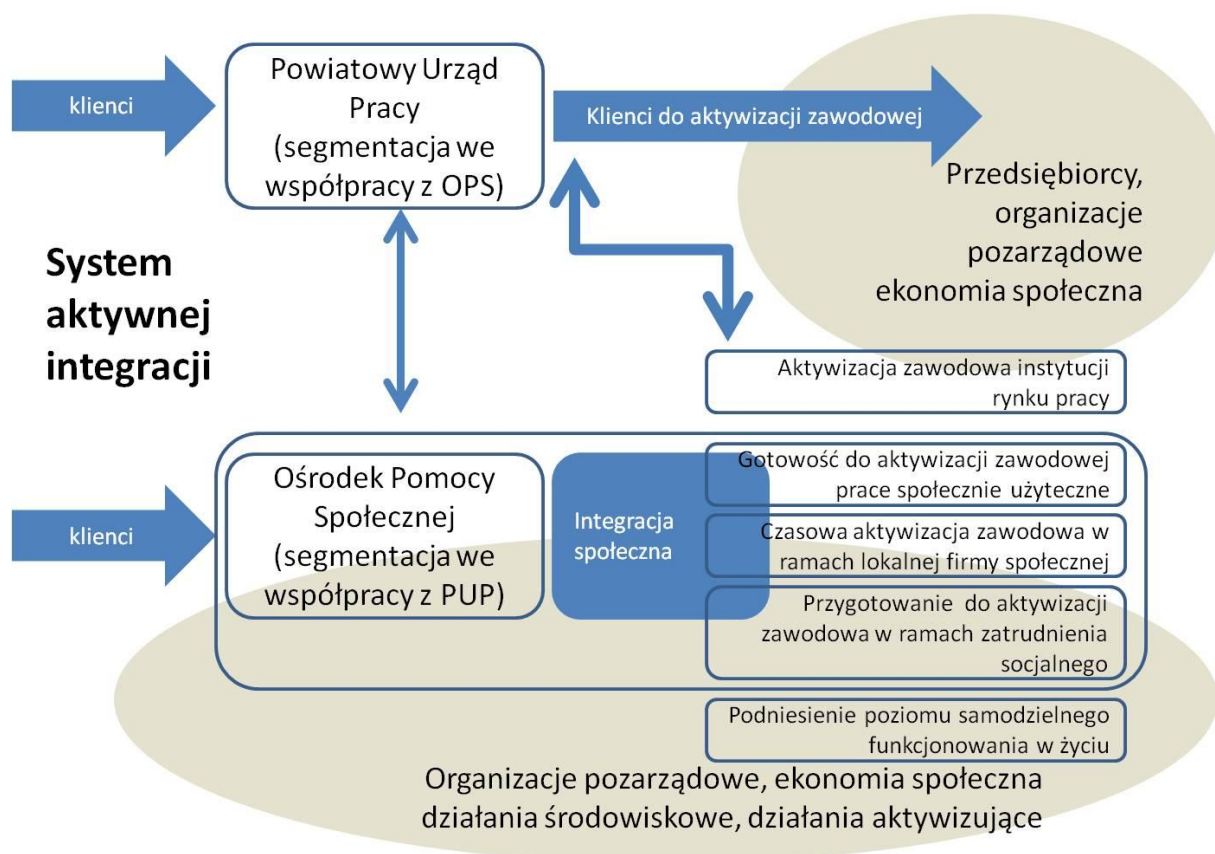 klienci
Powiatowy Urząd
Pracy
(segmentacja we
współpracy z OPS)
Klienci do aktywizacji zawodowej
Przedsiębiorcy,
organizacje
pozarządowe
ekonomia społeczna
System
aktywnej
integracji
Aktywizacja zawodowa instytucji
rynku pracy
klienci
Ośrodek Pomocy
Społecznej
(segmentacja we
współpracy z PUP)
Integracja
społeczna
Gotowość do aktywizacji zawodowej
prace społecznie użyteczne
Czasowa aktywizacja zawodowa w
ramach lokalnej firmy społecznej
Przygotowanie do aktywizacji
zawodowa w ramach zatrudnienia
socjalnego
Podniesienie poziomu samodzielnego
funkcjonowania w życiu
Organizacje pozarządowe, ekonomia społeczna
działania środowiskowe, działania aktywizujące